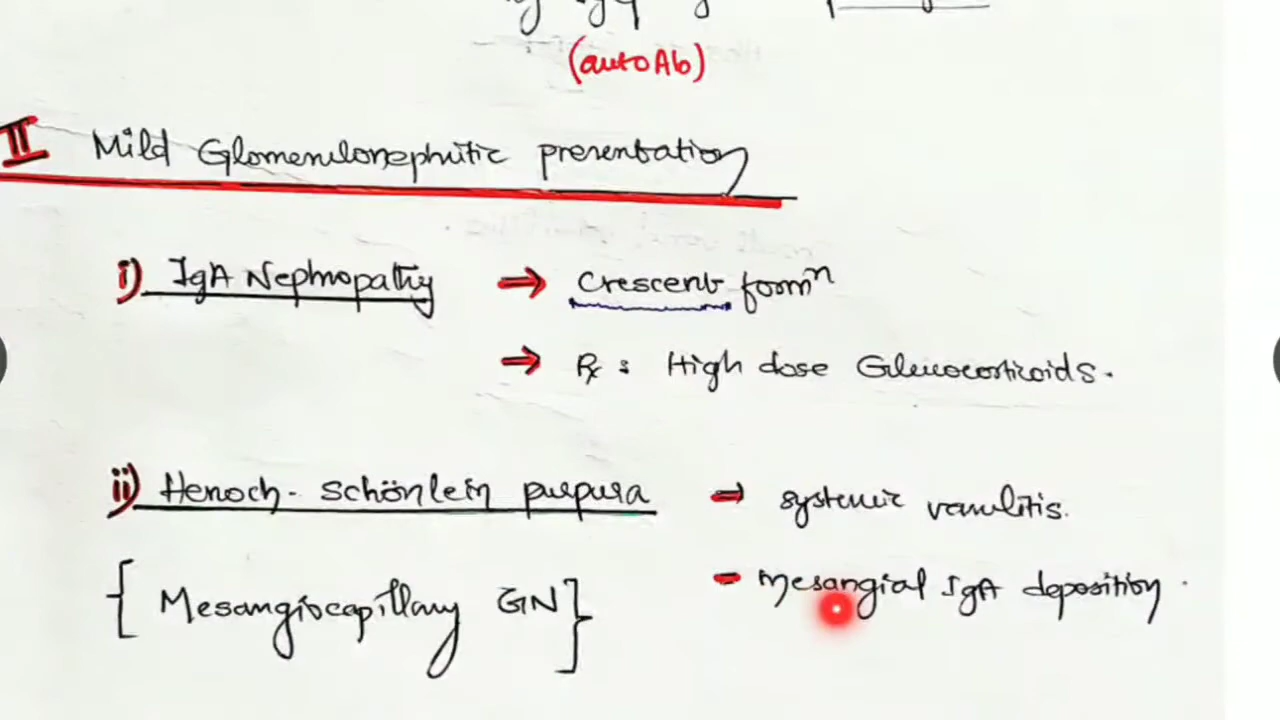 (autoAb)
II Mild Glomerulonephritic presentation
i) IgA Nephropathy → Crescent formⁿ
→ Rx : High dose Glucocorticoids.
ii) Henoch- schönlein purpura → systemic vasculitis.
{ Mesangiocapillary GN } - Mesangial IgA deposition.